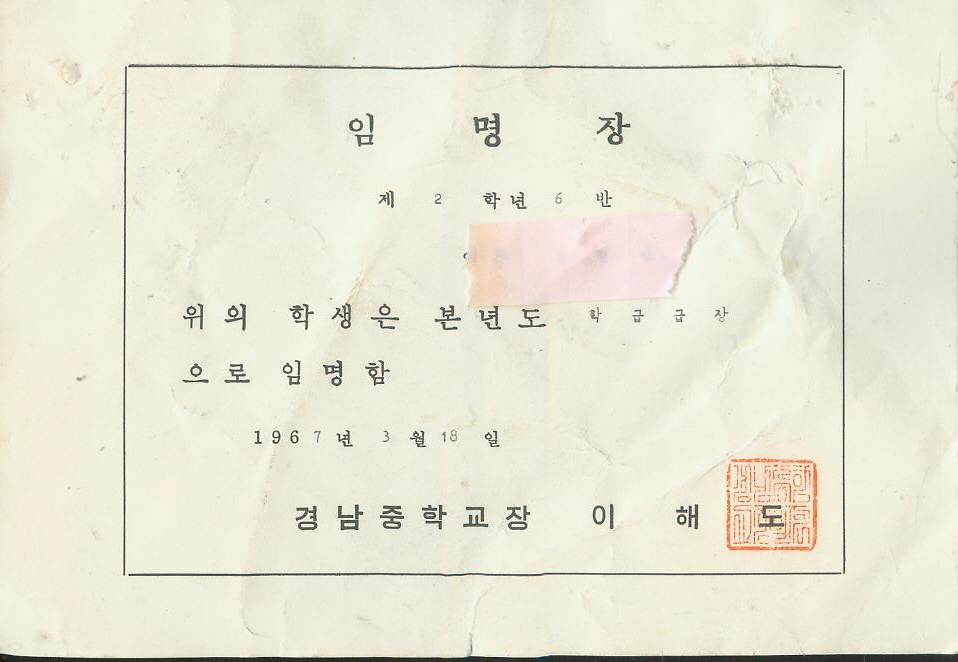 임 명 장
제 2 학년 6 반
위의 학생은 본년도 학급급장
으로 임명함
1967년 3월 18일
경남중학교장 이 해 도